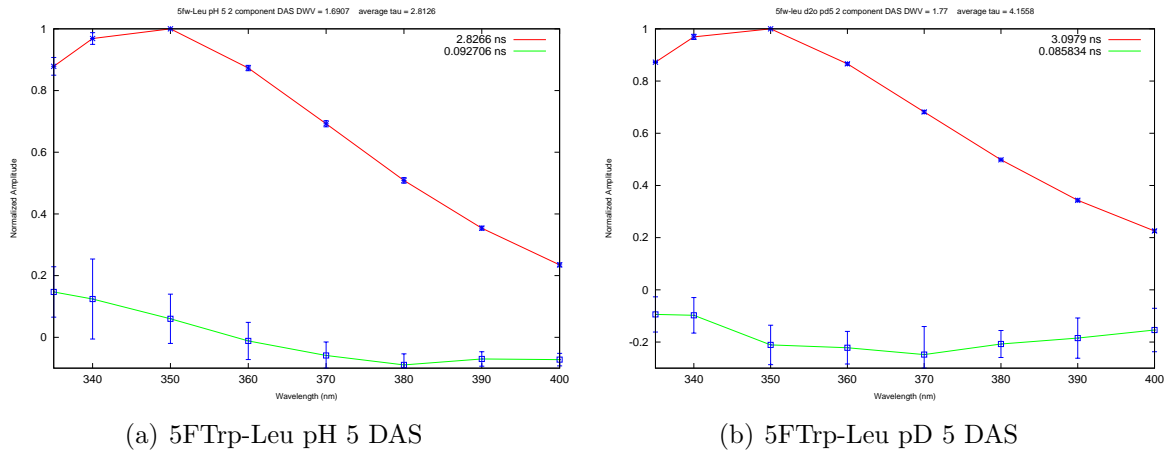 5fw-Leu pH 5 2 component DAS DWV = 1.6907 average tau = 2.8126
2.8266 ns
0.092706 ns
Normalized Amplitude
1
0.8
0.6
0.4
0.2
0
340 350 360 370 380 390 400
Wavelength (nm)
(a) 5FTrp-Leu pH 5 DAS
5fw-leu d2o pd5 2 component DAS DWV = 1.77 average tau = 4.1558
3.0979 ns
0.085834 ns
Normalized Amplitude
1
0.8
0.6
0.4
0.2
0
-0.2
340 350 360 370 380 390 400
Wavelength (nm)
(b) 5FTrp-Leu pD 5 DAS